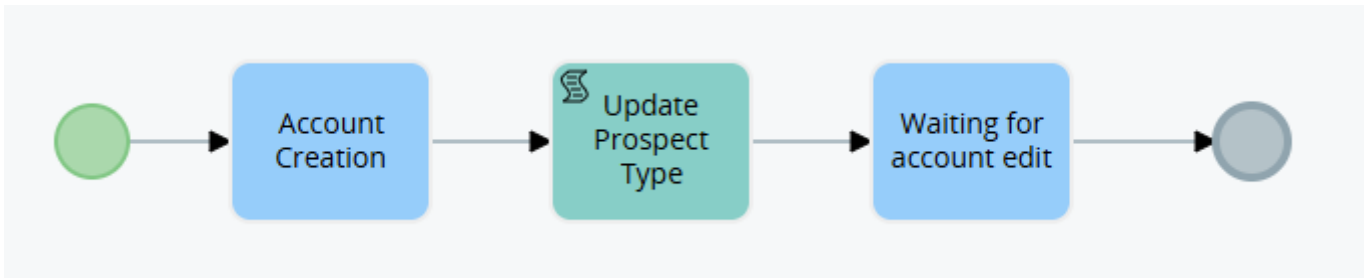 Account
Creation
Update
Prospect
Type
Waiting for
account edit